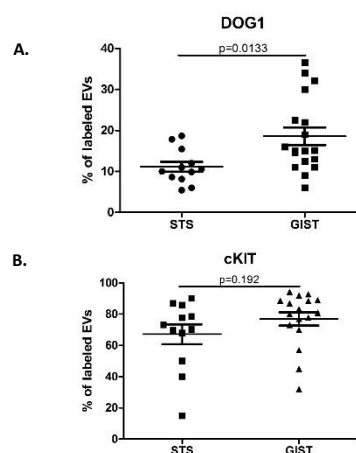 DOG1
A.
p=0.0133
% of labeled EVs
40
30
20
10
0
STS GIST
B.
cKIT
p=0.192
% of labeled EVs
100
80
60
40
20
0
STS GIST